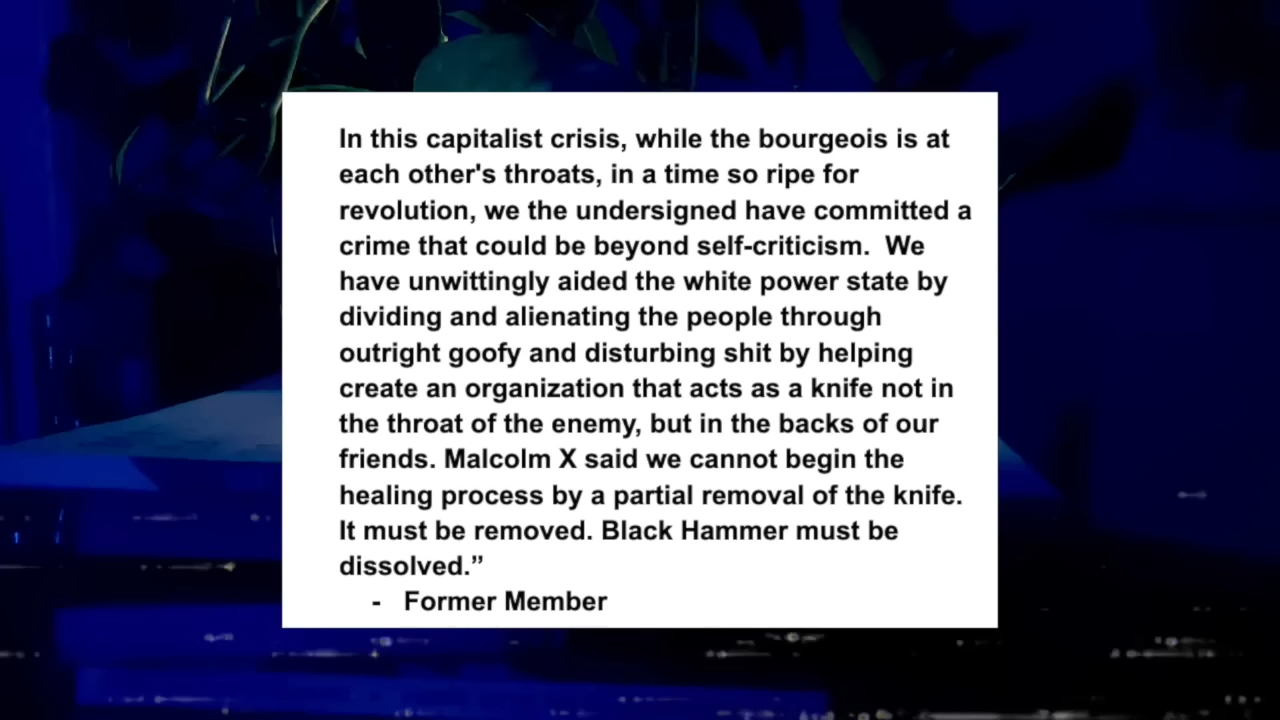 In this capitalist crisis, while the bourgeois is at
each other's throats, in a time so ripe for
revolution, we the undersigned have committed a
crime that could be beyond self-criticism.  We
have unwittingly aided the white power state by
dividing and alienating the people through
outright goofy and disturbing shit by helping
create an organization that acts as a knife not in
the throat of the enemy, but in the backs of our
friends. Malcolm X said we cannot begin the
healing process by a partial removal of the knife.
It must be removed. Black Hammer must be
dissolved.”
- Former Member